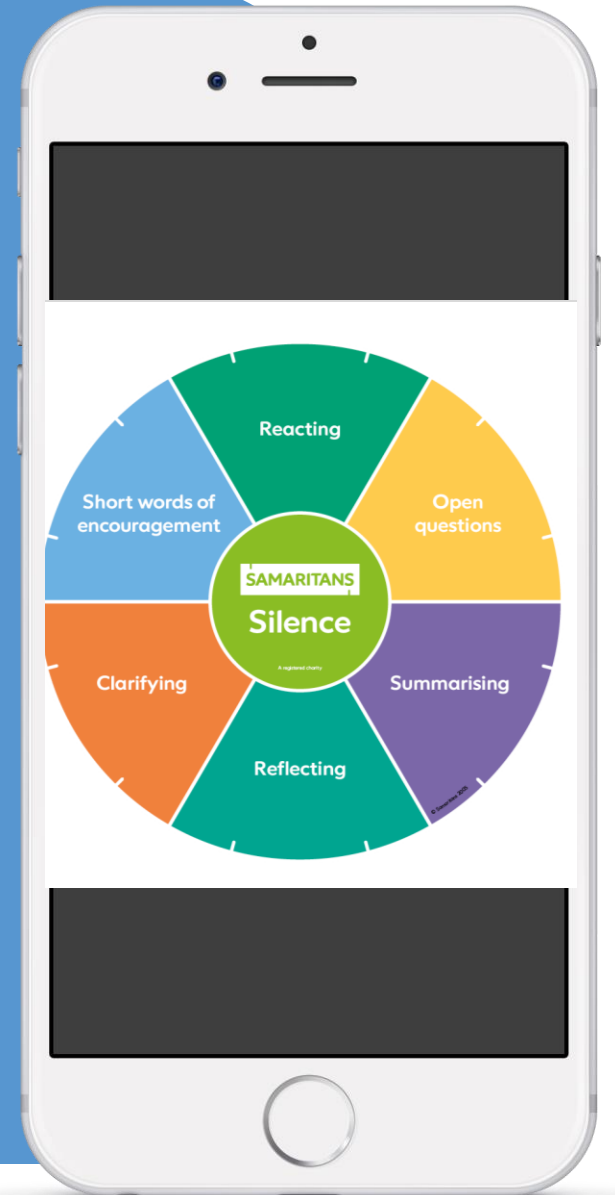 Reacting
Short words of
encouragement
Open
questions
SAMARITANS
Silence
A registered charity
Clarifying
Summarising
Reflecting